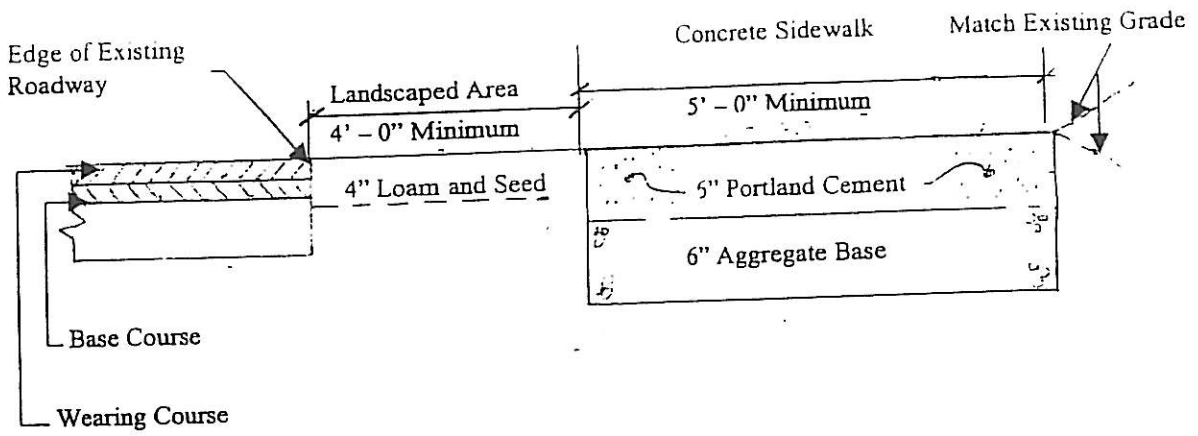 Concrete Sidewalk
Match Existing Grade
Edge of Existing
Roadway
Landscaped Area
4' – 0" Minimum
5' – 0" Minimum
4" Loam and Seed
5" Portland Cement
6" Aggregate Base
Base Course
Wearing Course